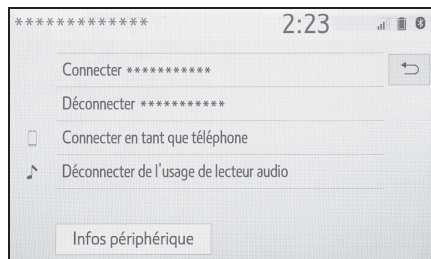 ************* 2:23
Connecter ***********
Déconnecter ***********
Connecter en tant que téléphone
Déconnecter de l'usage de lecteur audio
Infos périphérique